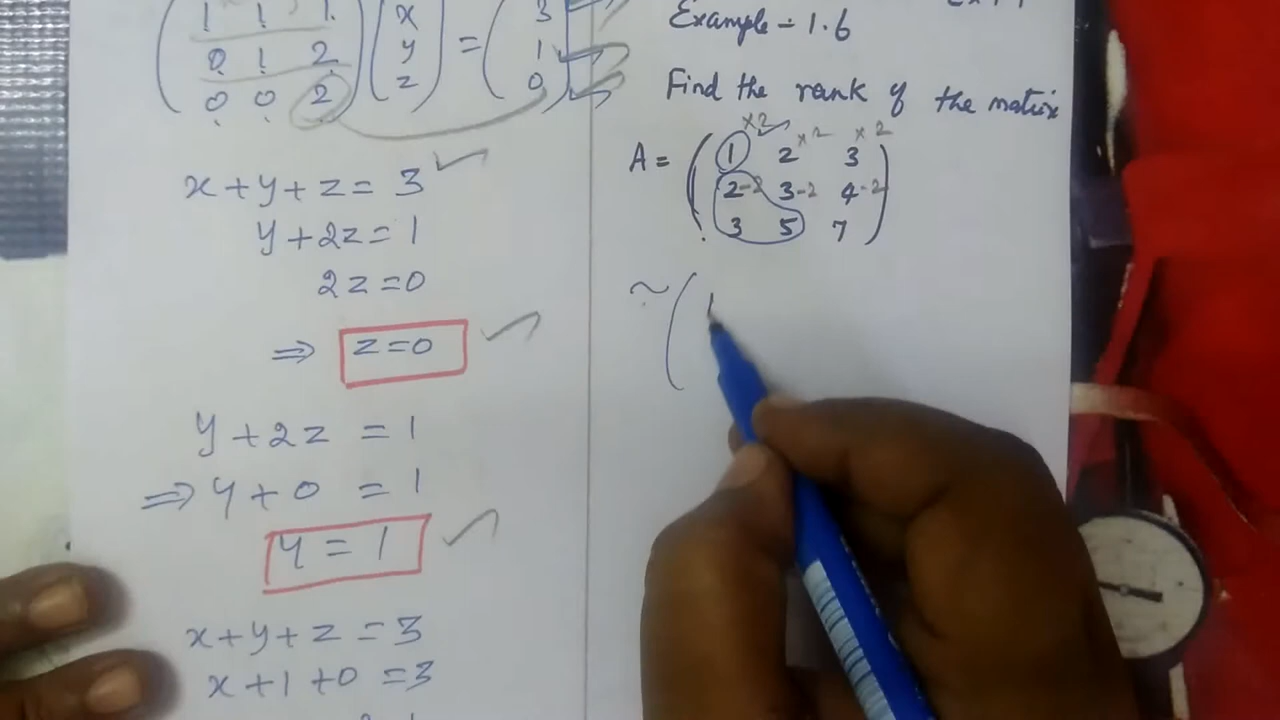 ( 1 1 1 ) ( x ) = ( 3 )
( 0 1 2 ) ( y ) ( 1 )
( 0 0 2 ) ( z ) ( 0 )
x+y+z=3
y+2z=1
2z=0
⇒ z=0
y+2z =1
⇒ y+0 =1
y = 1
x+y+z =3
x+1+0 =3
Example - 1.6
Find the rank of the matrix
×2 ×2 ×2
A = ( 1 2 3 )
( 2-2 3-2 4-2 )
( 3 5 7 )
~ ( 1